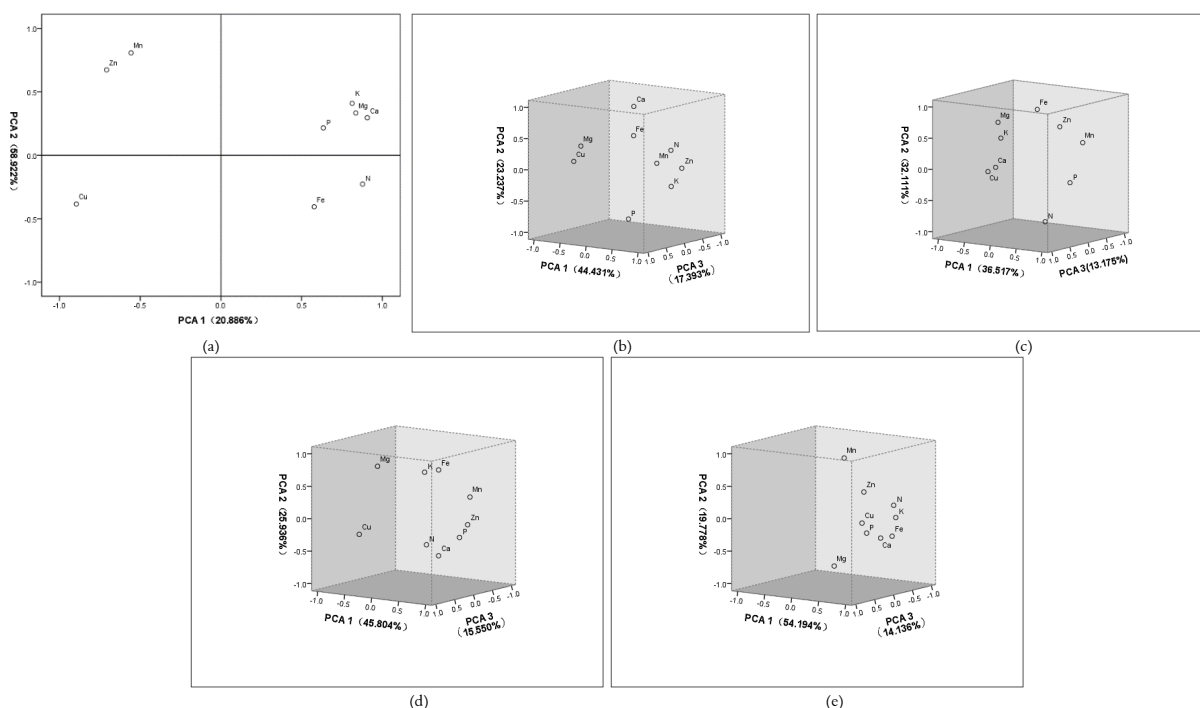 1.0
0.5
0.0
-0.5
-1.0
PCA 2 (58.922%)
Mn
Zn
K
Mg
Ca
P
N
Fe
Cu
-1.0 -0.5 0.0 0.5 1.0
PCA 1 (20.886%)
(a)
1.0
0.5
0.0
-0.5
-1.0
PCA 2 (23.237%)
Ca
Fe
Mg
Cu
N
Mn
Zn
K
P
-1.0 -0.5 0.0 0.5 1.0
1.0 0.5 0.0 -0.5 -1.0
PCA 1 (44.431%)
PCA 3
(17.393%)
(b)
1.0
0.5
0.0
-0.5
-1.0
PCA 2 (32.111%)
Fe
Mg
Zn
K
Mn
Ca
Cu
P
N
-1.0 -0.5 0.0 0.5 1.0
1.0 0.5 0.0 -0.5 -1.0
PCA 1 (36.517%)
PCA 3(13.175%)
(c)
1.0
0.5
0.0
-0.5
-1.0
PCA 2 (25.936%)
Mg
K
Fe
Mn
Zn
Cu
P
N
Ca
-1.0 -0.5 0.0 0.5 1.0
1.0 0.5 0.0 -0.5 -1.0
PCA 1 (45.804%)
PCA 3
(15.550%)
(d)
1.0
0.5
0.0
-0.5
-1.0
PCA 2 (19.778%)
Mn
Zn
N
K
Cu
P
Fe
Ca
Mg
-1.0 -0.5 0.0 0.5 1.0
1.0 0.5 0.0 -0.5 -1.0
PCA 1 (54.194%)
PCA 3
(14.136%)
(e)